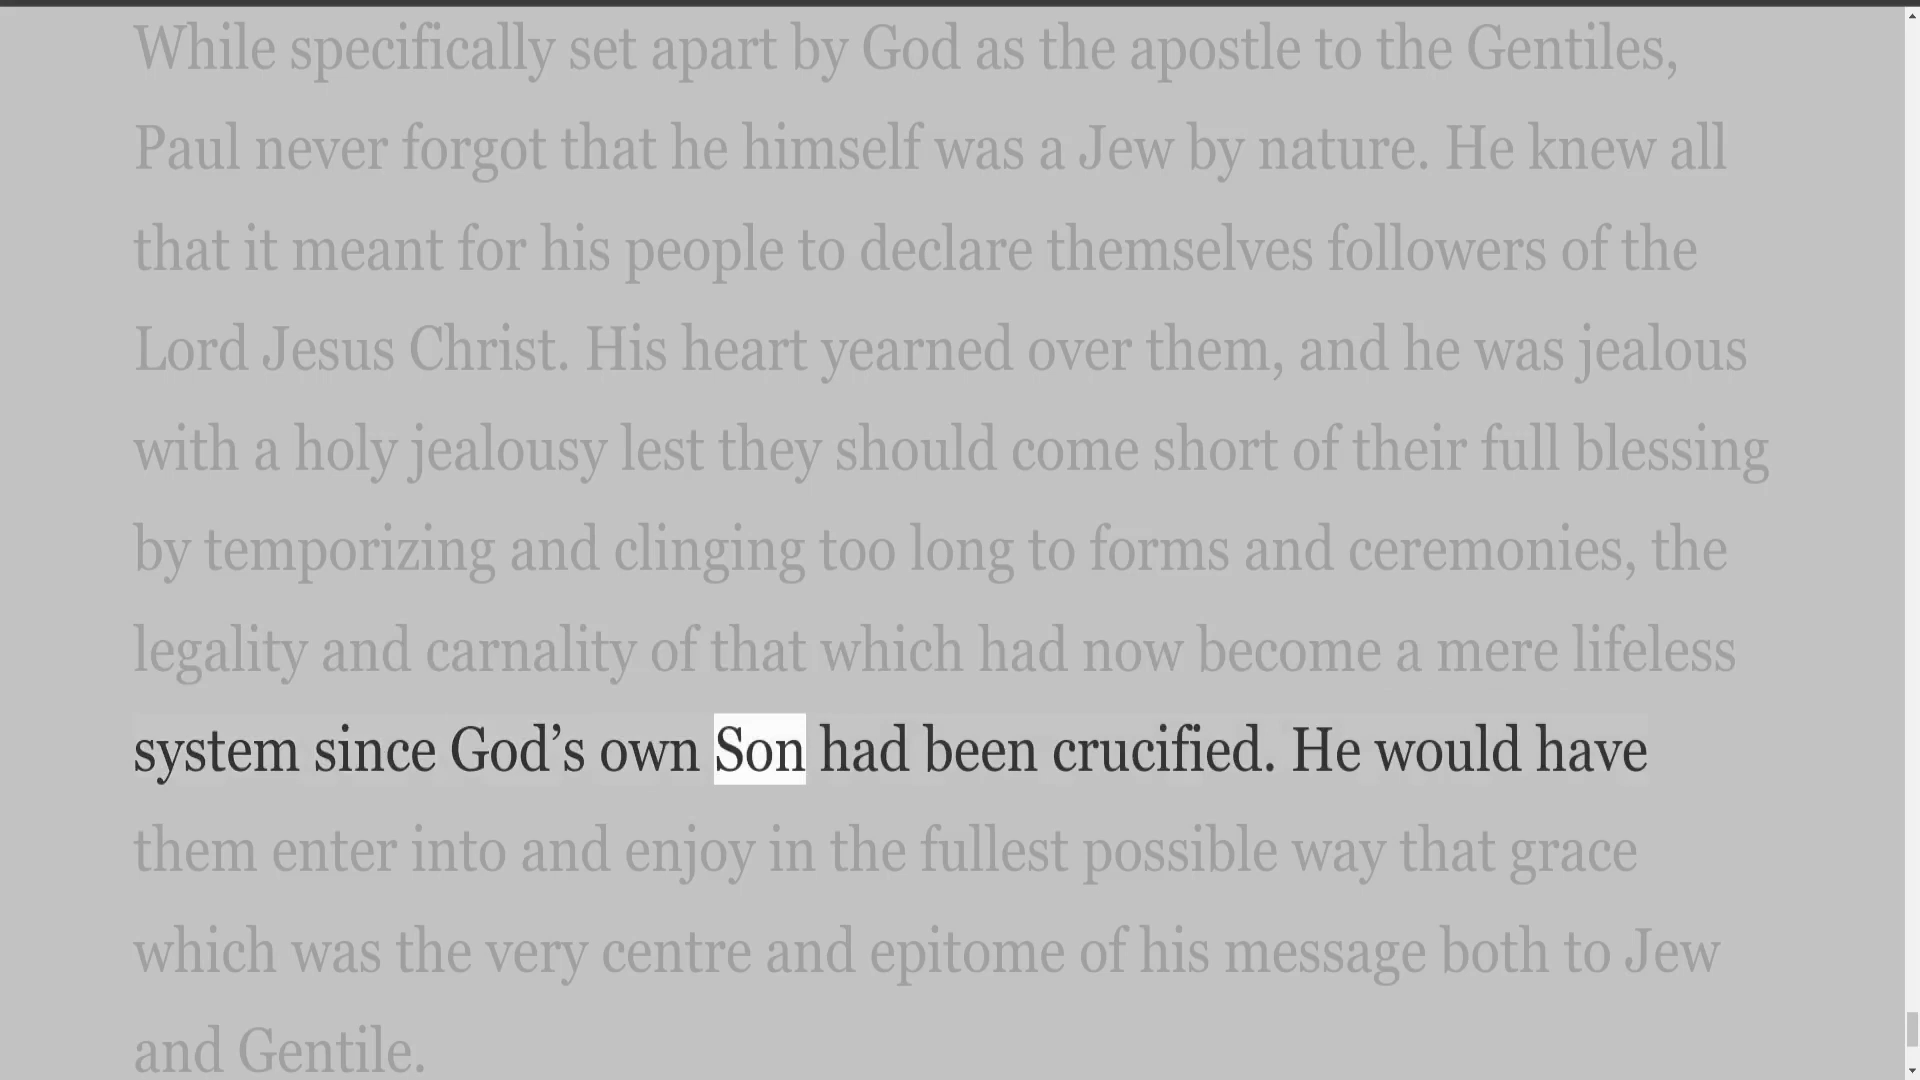 While specifically set apart by God as the apostle to the Gentiles,
Paul never forgot that he himself was a Jew by nature. He knew all
that it meant for his people to declare themselves followers of the
Lord Jesus Christ. His heart yearned over them, and he was jealous
with a holy jealousy lest they should come short of their full blessing
by temporizing and clinging too long to forms and ceremonies, the
legality and carnality of that which had now become a mere lifeless
system since God’s own Son had been crucified. He would have
them enter into and enjoy in the fullest possible way that grace
which was the very centre and epitome of his message both to Jew
and Gentile.